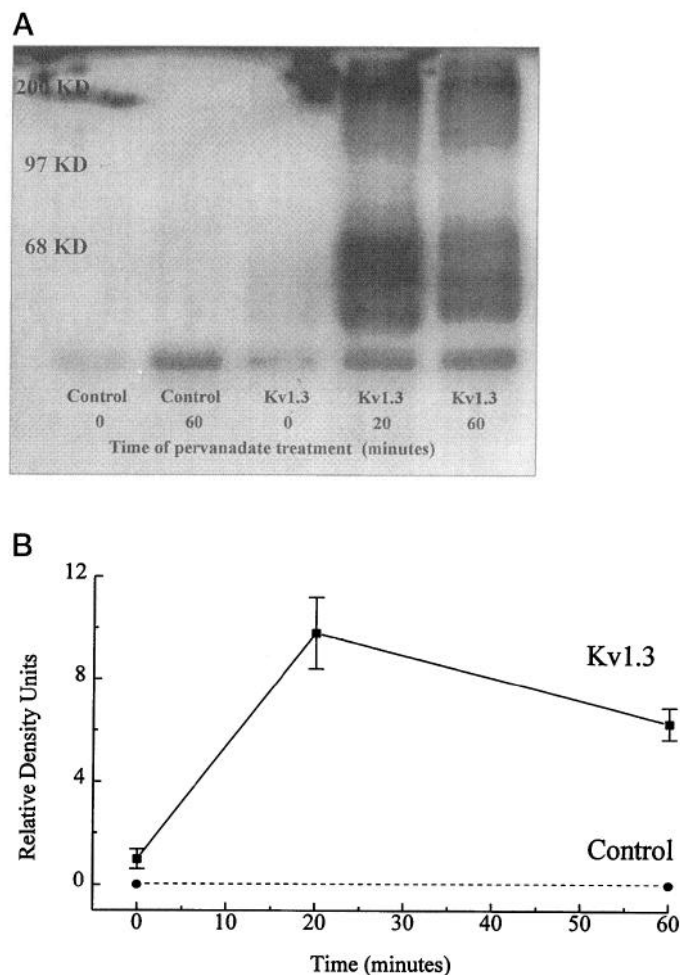 A
200 KD
97 KD
68 KD
Control Control Kv1.3 Kv1.3 Kv1.3
0 60 0 20 60
Time of pervanadate treatment (minutes)
B
12
8
4
0
Relative Density Units
Kv1.3
Control
0 10 20 30 40 50 60
Time (minutes)